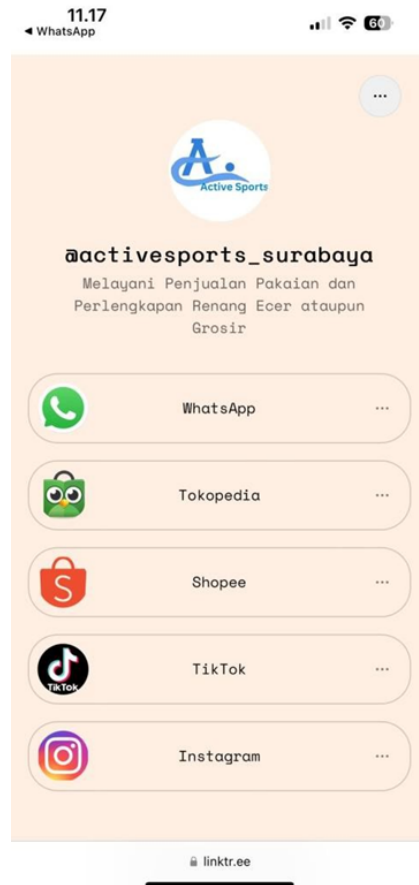 11.17
◀ WhatsApp
60
...
A.
Active Sports
@activesports_surabaya
Melayani Penjualan Pakaian dan
Perlengkapan Renang Ecer ataupun
Grosir
WhatsApp ...
Tokopedia ...
S
Shopee ...
TikTok
TikTok ...
Instagram ...
linktr.ee